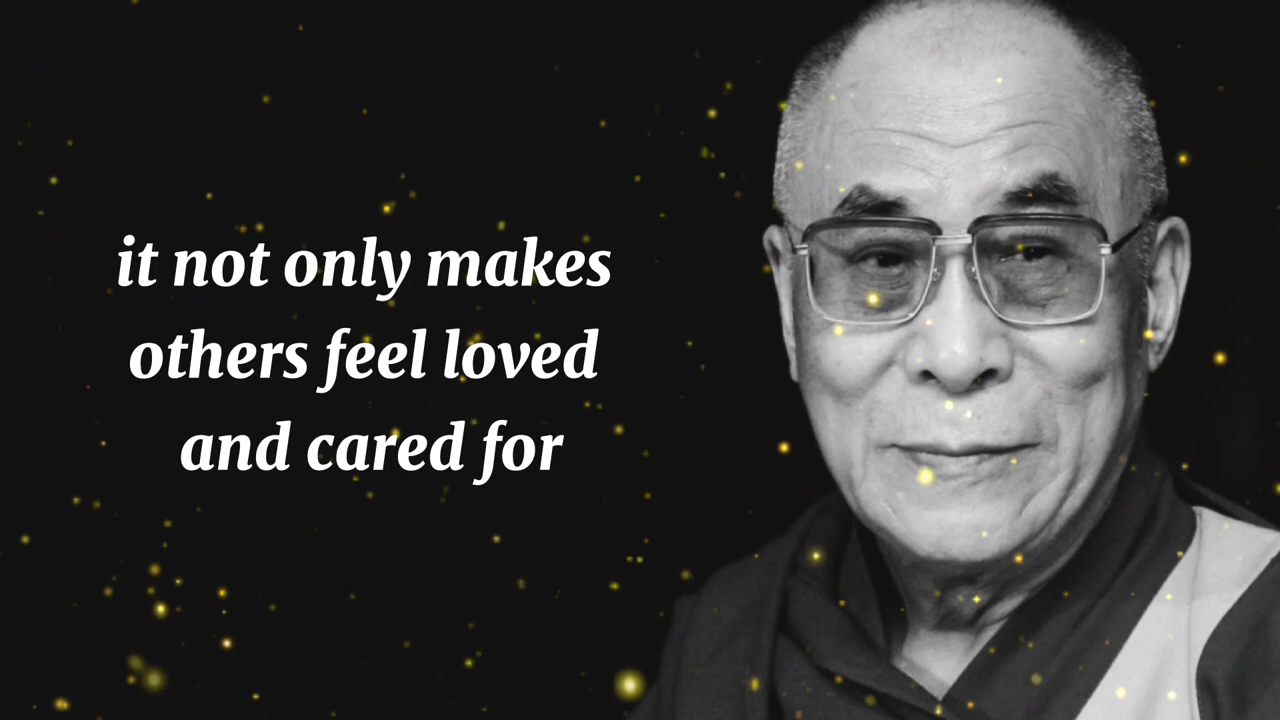 it not only makes
others feel loved
and cared for